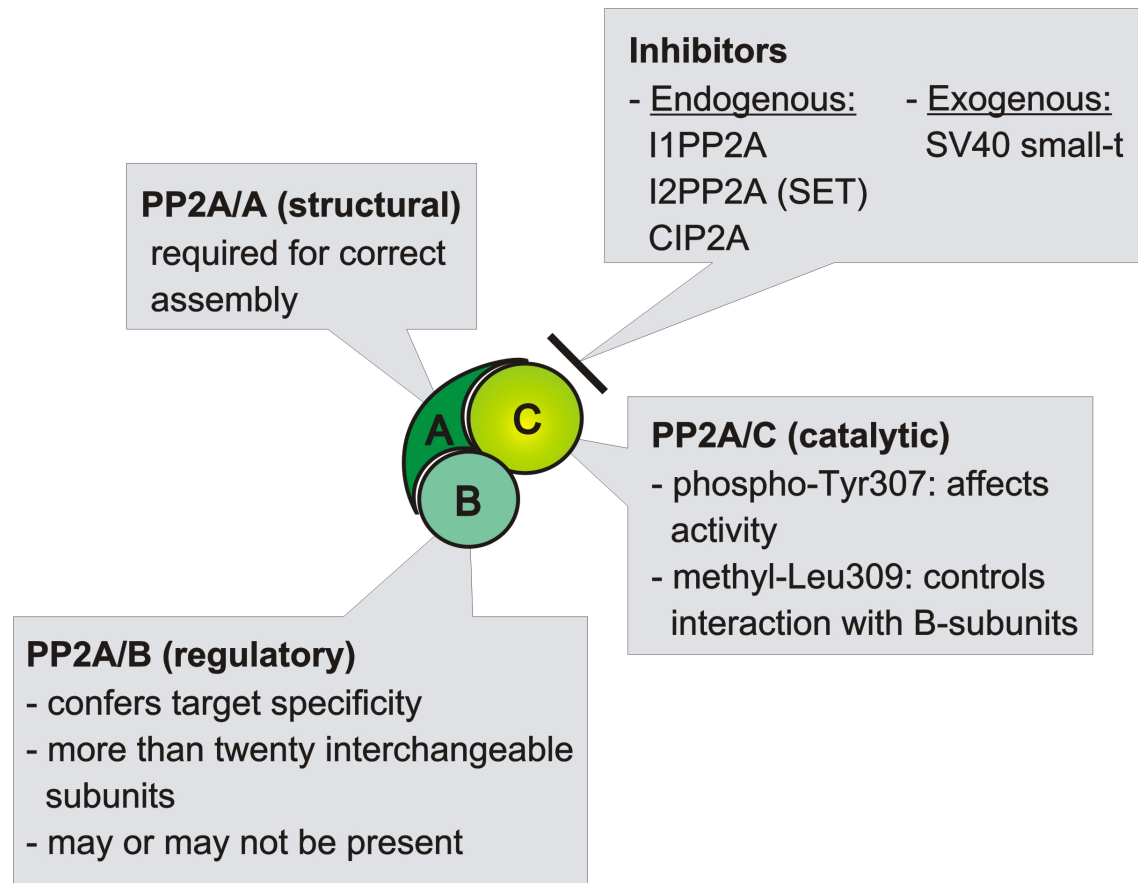 Inhibitors
- Endogenous:
I1PP2A
I2PP2A (SET)
CIP2A
- Exogenous:
SV40 small-t
PP2A/A (structural)
required for correct
assembly
A
C
B
PP2A/C (catalytic)
- phospho-Tyr307: affects
activity
- methyl-Leu309: controls
interaction with B-subunits
PP2A/B (regulatory)
- confers target specificity
- more than twenty interchangeable
subunits
- may or may not be present